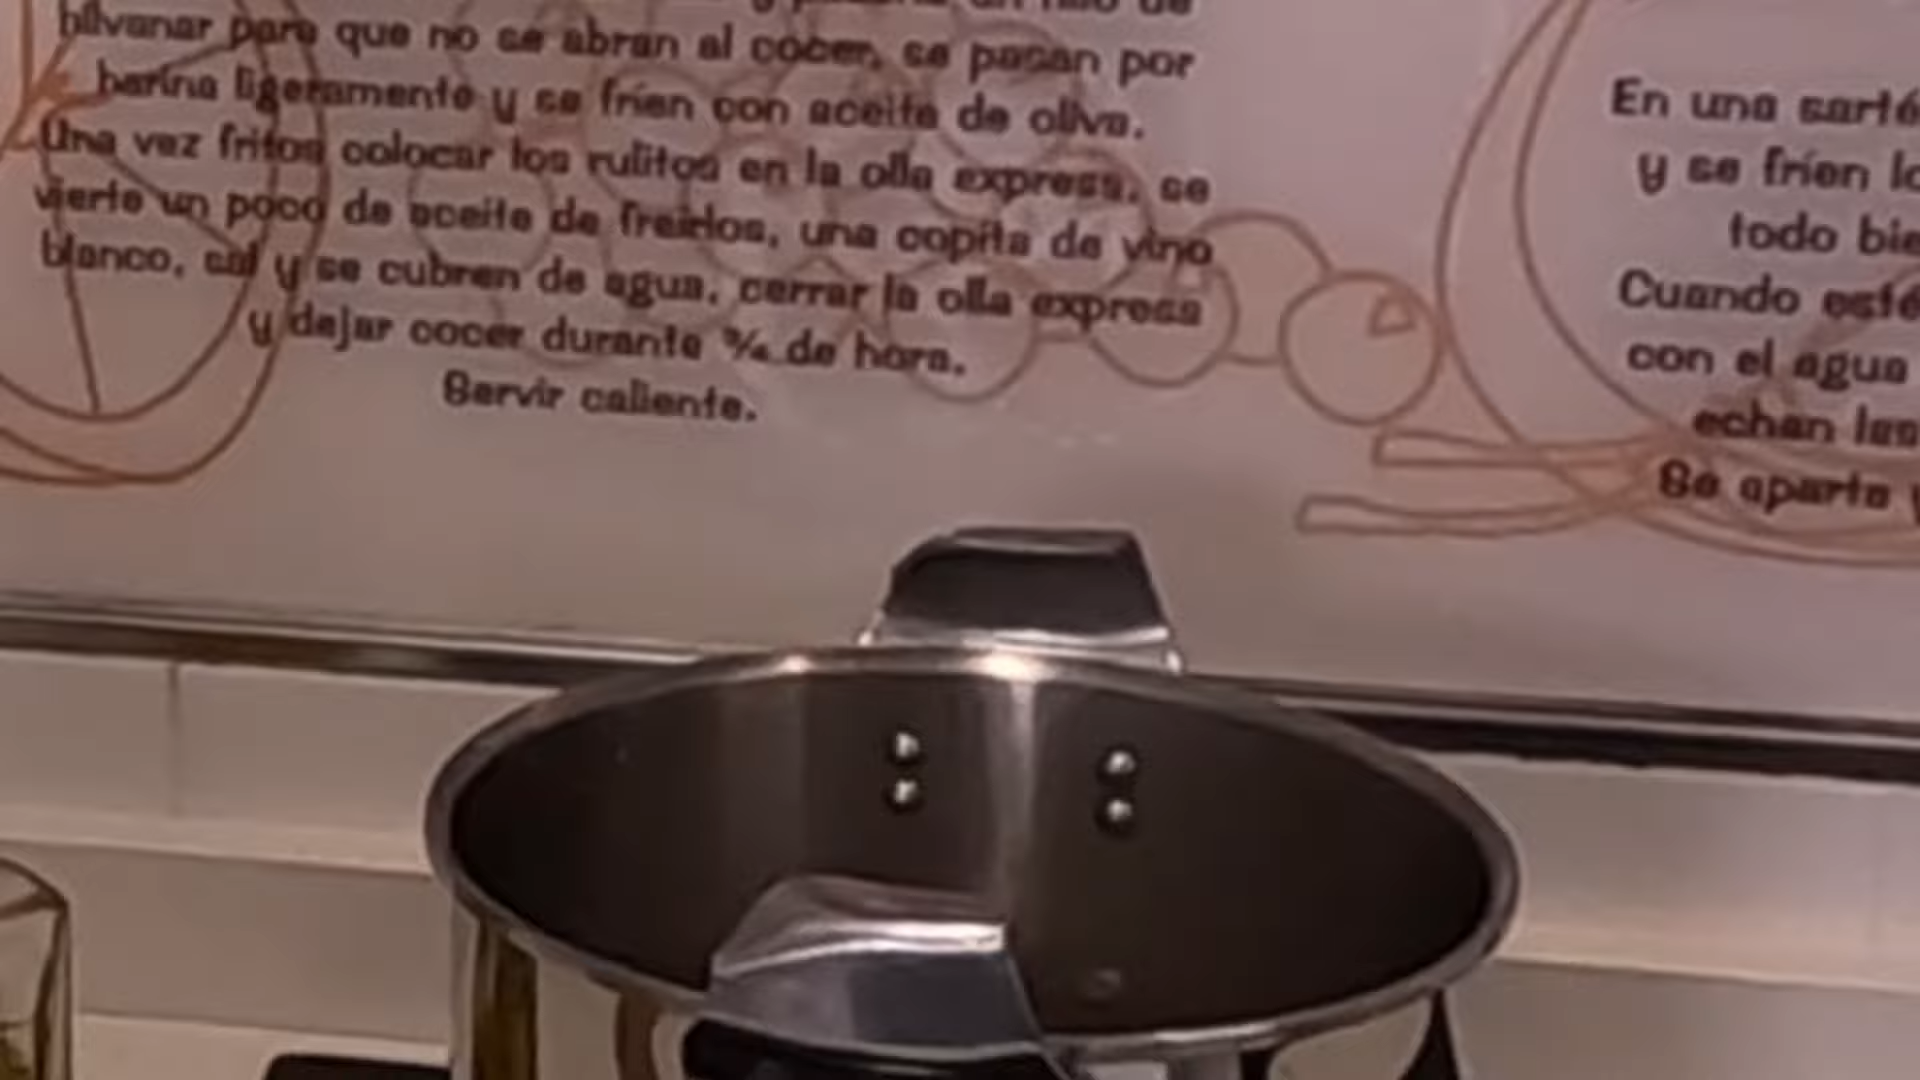 hilvanar para que no se abran al cocer, se pasan por
harina ligeramente y se fríen con aceite de oliva.
Una vez fritos colocar los rulitos en la olla express, se
vierte un poco de aceite de freirlos, una copita de vino
blanco, sal y se cubren de agua, cerrar la olla express
y dejar cocer durante ¾ de hora.
Servir caliente.
En una sarté
y se fríen lo
todo bie
Cuando esté
con el agua
echan las
Se aparta y